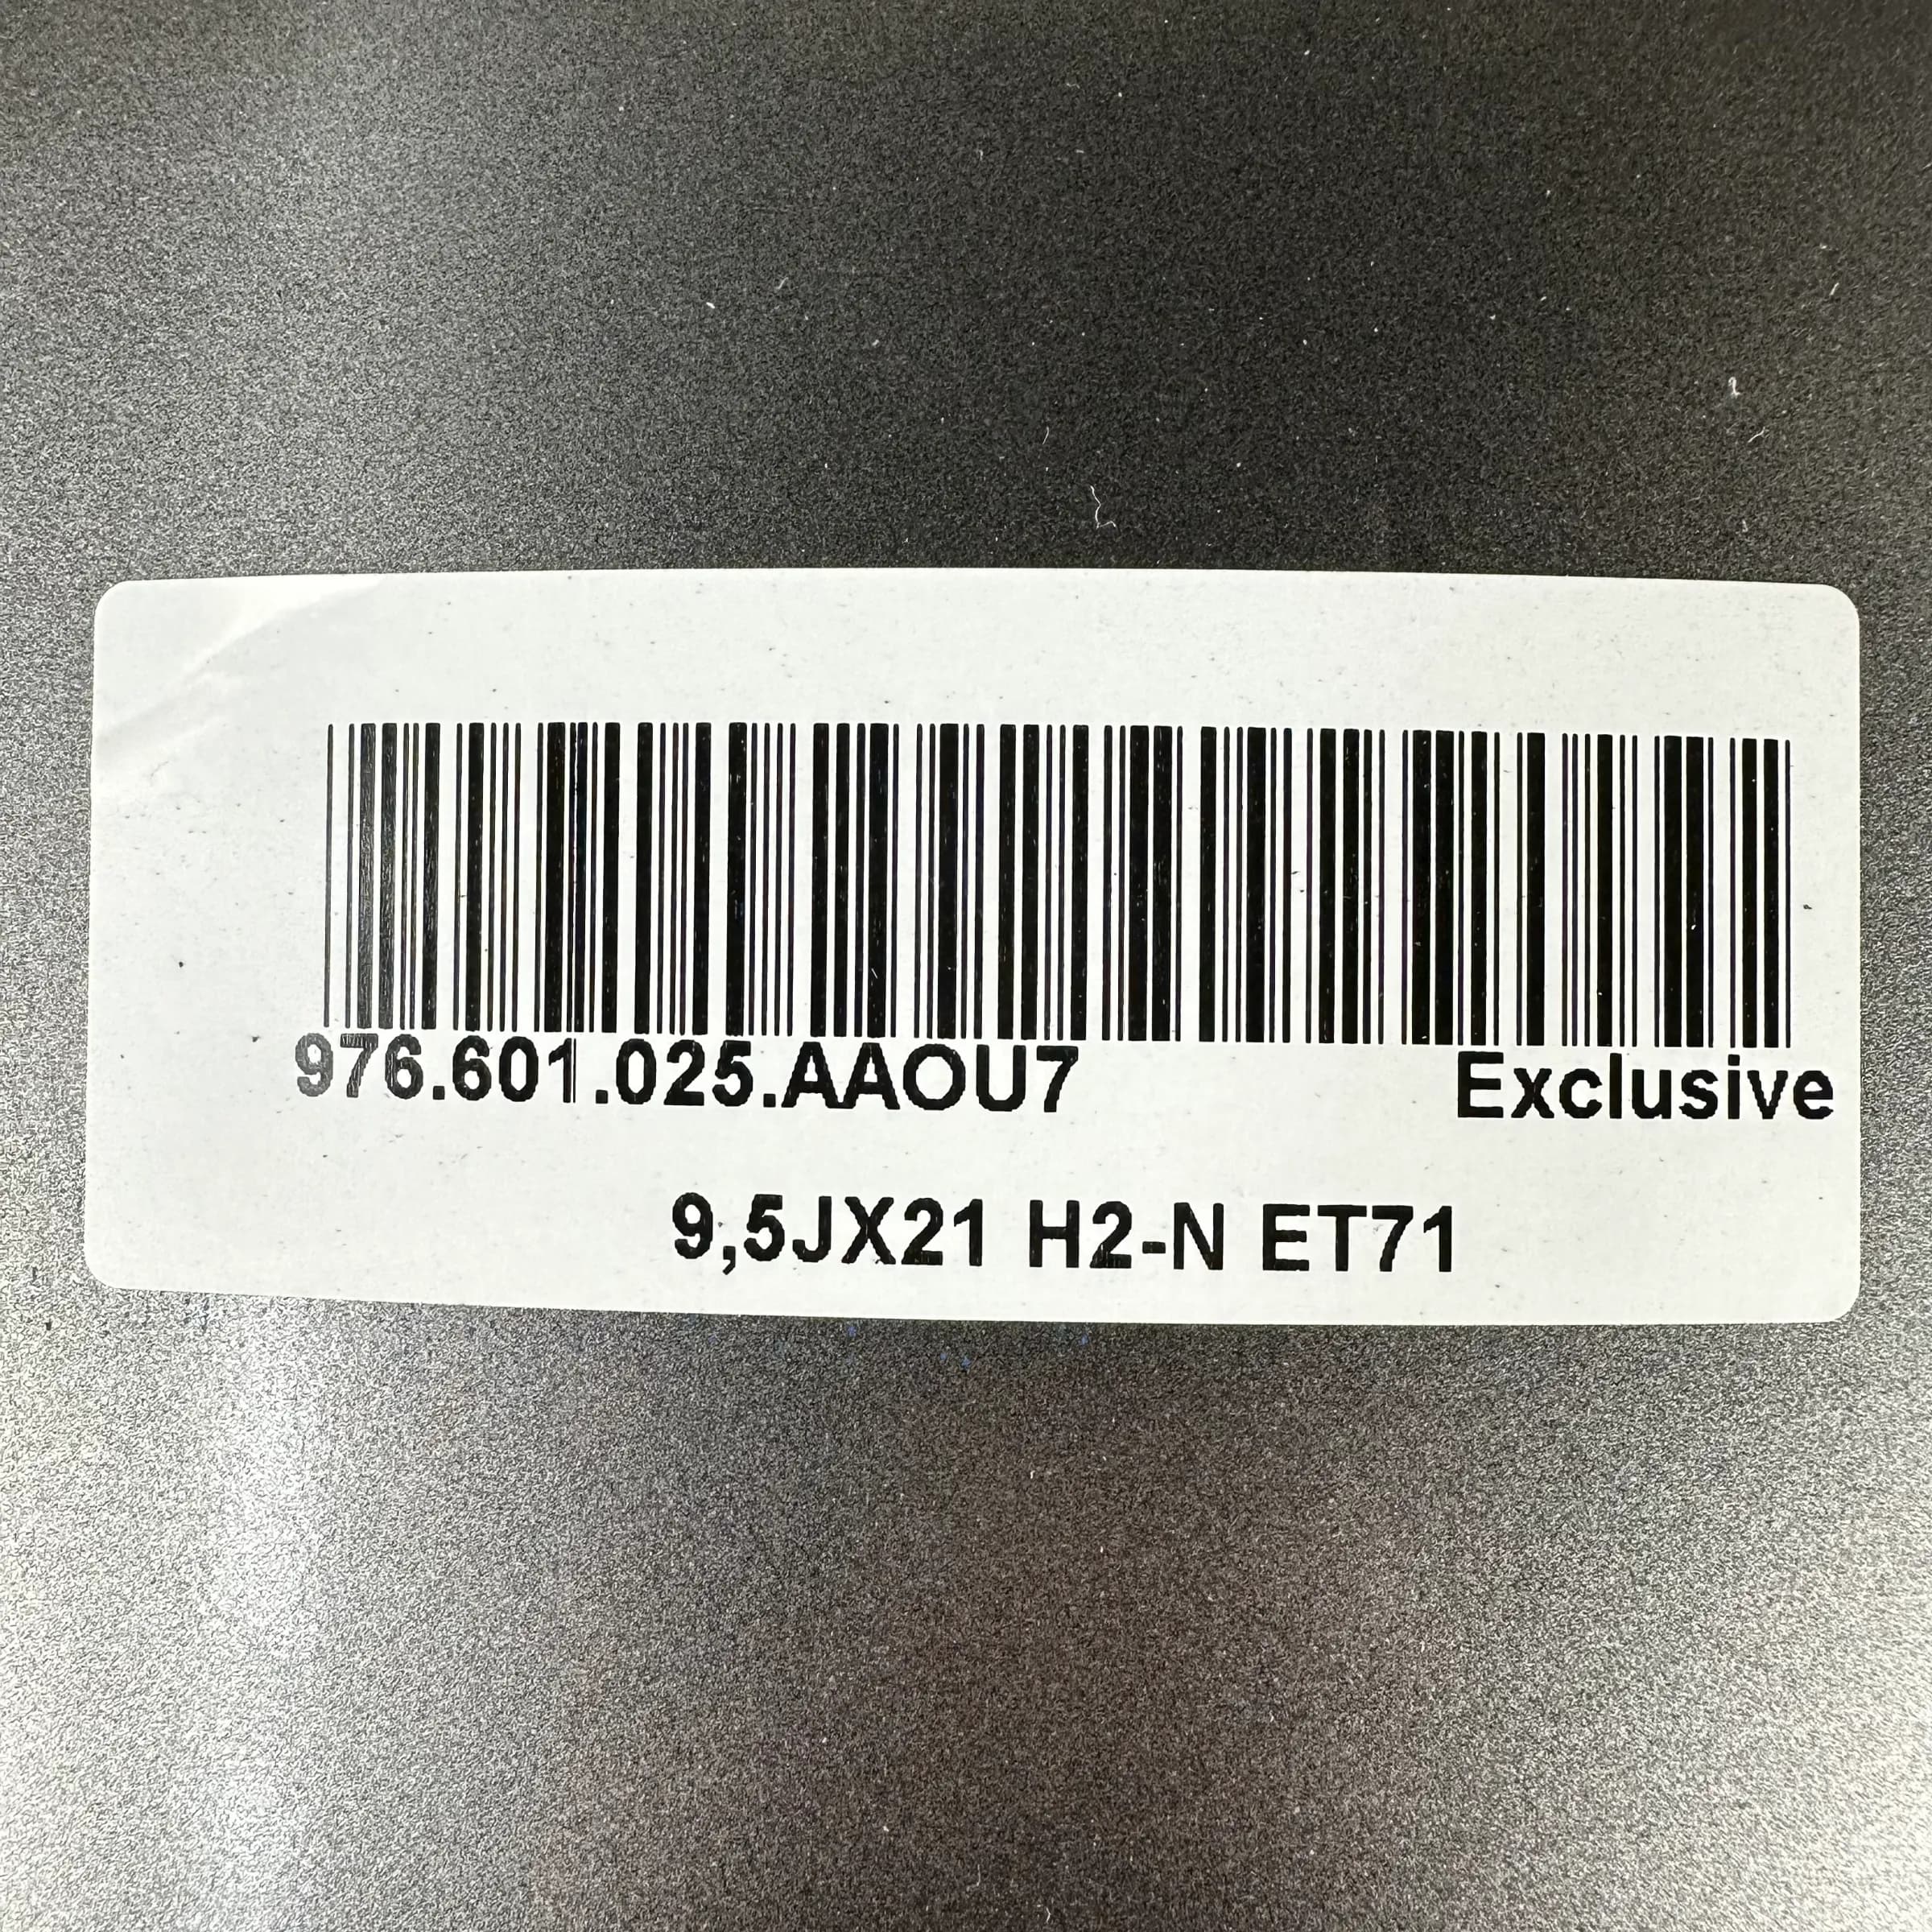 976.601.025.AAOU7 Exclusive
9,5JX21 H2-N ET71